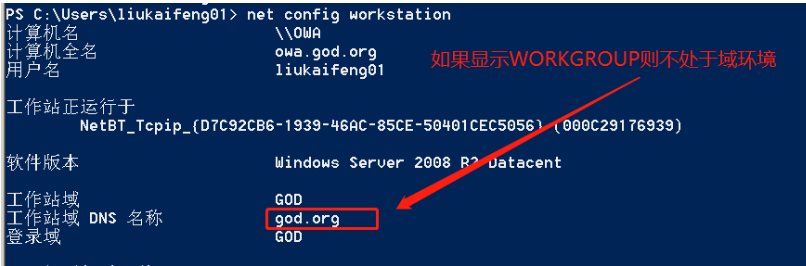 PS C:\Users\liukaifeng01> net config workstation
计算机名 \\OWA
计算机全名 owa.god.org
用户名 liukaifeng01
如果显示WORKGROUP则不处于域环境
工作站正运行于
NetBT_Tcpip_{D7C92CB6-1939-46AC-85CE-50401CEC5056} (000C29176939)
软件版本 Windows Server 2008 R2 Datacent
工作站域 GOD
工作站域 DNS 名称 god.org
登录域 GOD